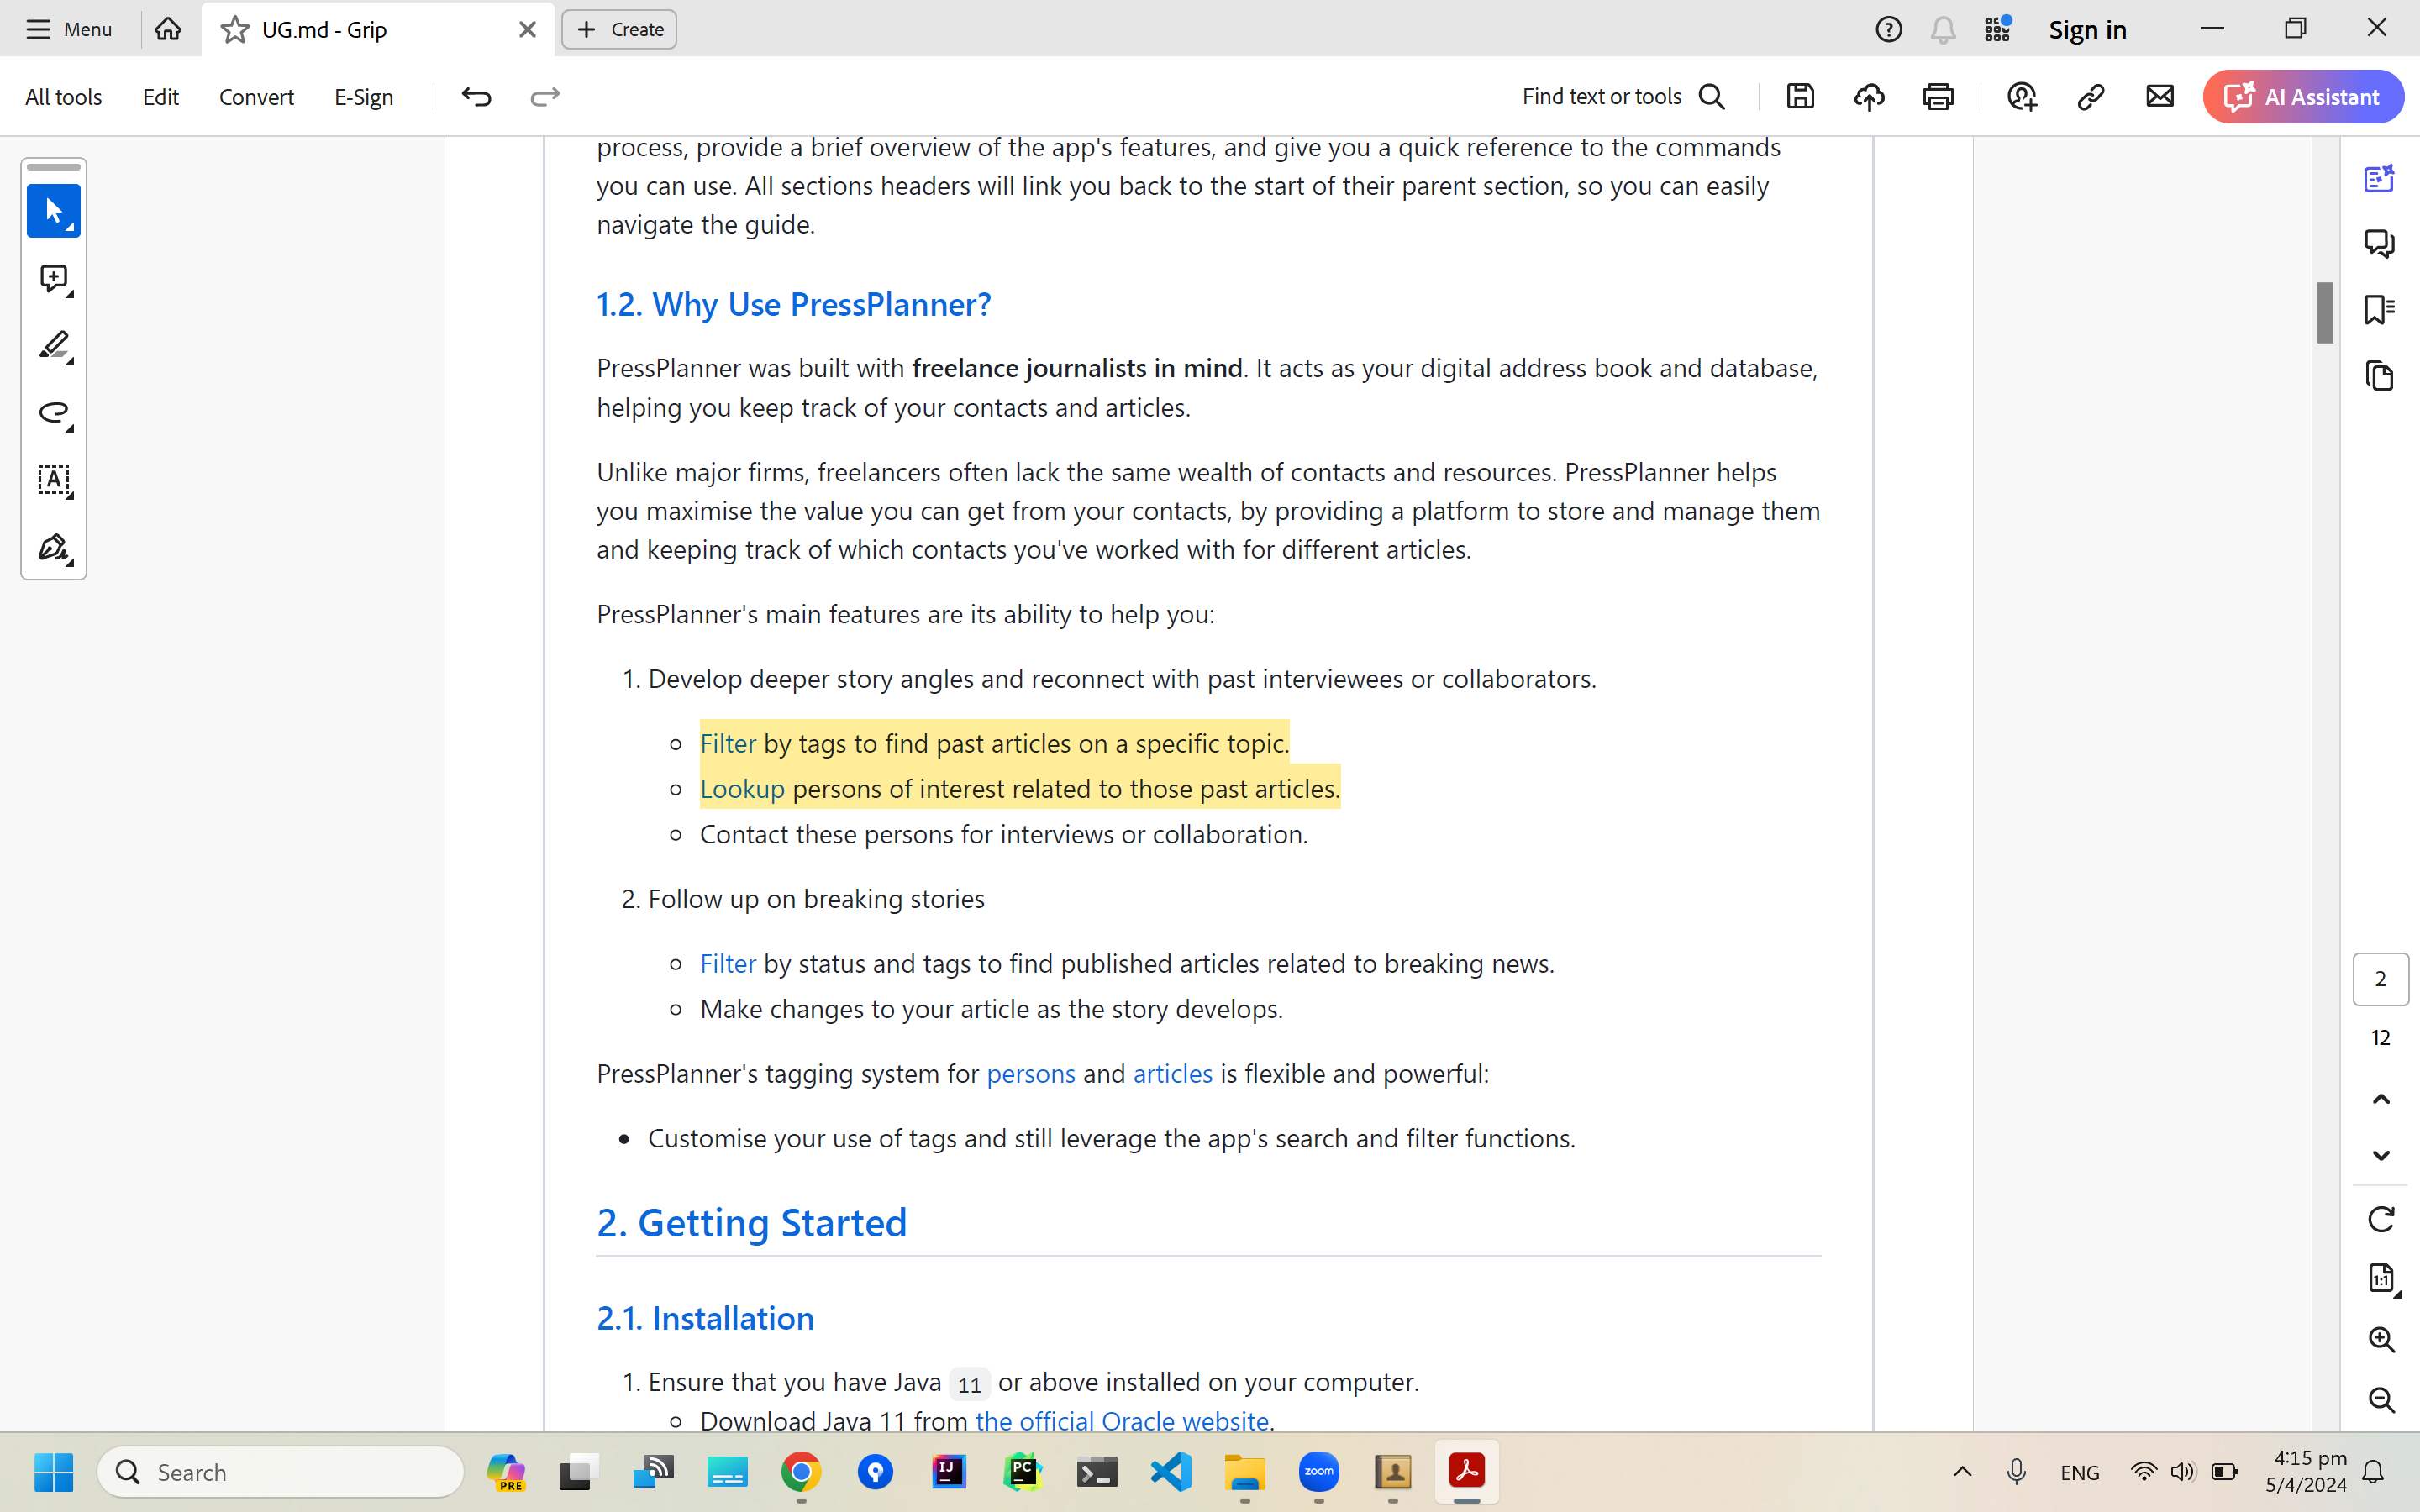 Menu
UG.md - Grip
Create
Sign in
All tools
Edit
Convert
E-Sign
Find text or tools
AI Assistant
process, provide a brief overview of the app's features, and give you a quick reference to the commands
you can use. All sections headers will link you back to the start of their parent section, so you can easily
navigate the guide.
1.2. Why Use PressPlanner?
PressPlanner was built with freelance journalists in mind. It acts as your digital address book and database,
helping you keep track of your contacts and articles.
Unlike major firms, freelancers often lack the same wealth of contacts and resources. PressPlanner helps
you maximise the value you can get from your contacts, by providing a platform to store and manage them
and keeping track of which contacts you've worked with for different articles.
PressPlanner's main features are its ability to help you:
1. Develop deeper story angles and reconnect with past interviewees or collaborators.
Filter by tags to find past articles on a specific topic.
Lookup persons of interest related to those past articles.
Contact these persons for interviews or collaboration.
2. Follow up on breaking stories
Filter by status and tags to find published articles related to breaking news.
Make changes to your article as the story develops.
PressPlanner's tagging system for persons and articles is flexible and powerful:
Customise your use of tags and still leverage the app's search and filter functions.
2. Getting Started
2.1. Installation
1. Ensure that you have Java 11 or above installed on your computer.
Download Java 11 from the official Oracle website.
2
12
1:1
Search
PRE
IJ
PC
zoom
ENG
4:15 pm
5/4/2024